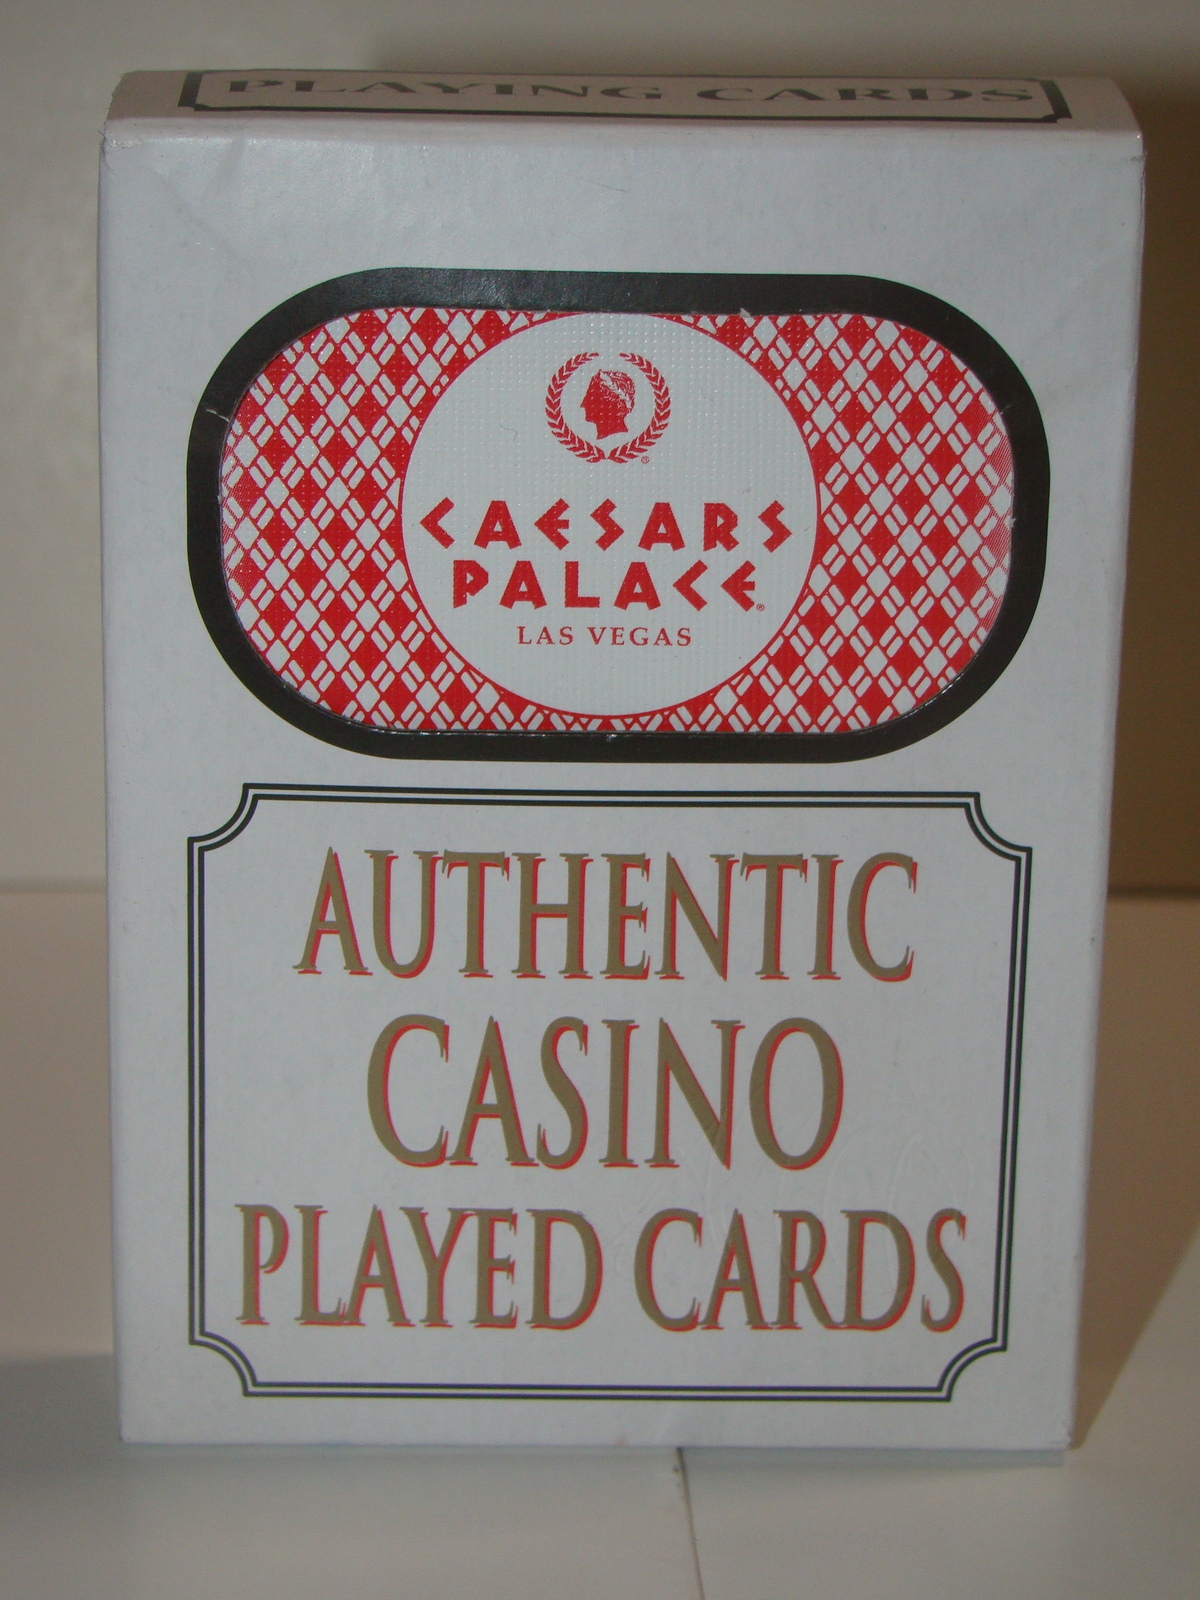 PLAYING CARDS
CAESARS
PALACE®
LAS VEGAS
AUTHENTIC
CASINO
PLAYED CARDS